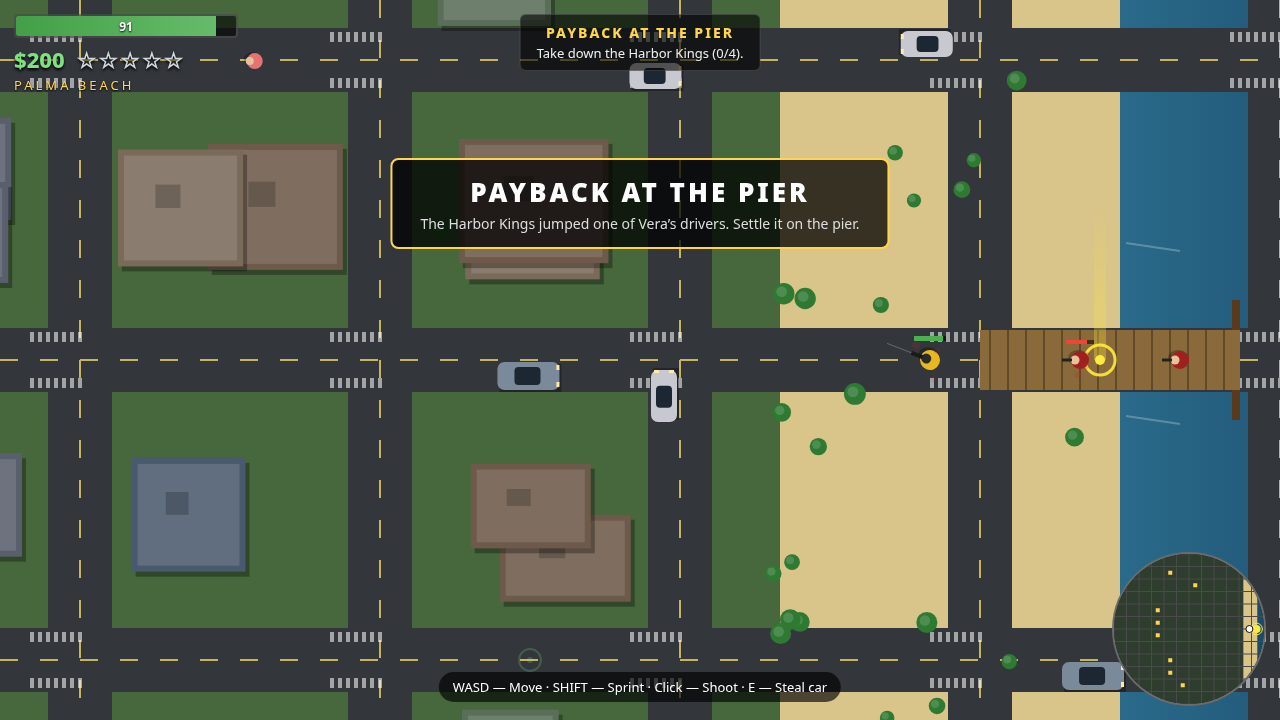 91
$200 ☆☆☆☆☆
PALMA BEACH
PAYBACK AT THE PIER
Take down the Harbor Kings (0/4).
PAYBACK AT THE PIER
The Harbor Kings jumped one of Vera's drivers. Settle it on the pier.
WASD — Move · SHIFT — Sprint · Click — Shoot · E — Steal car